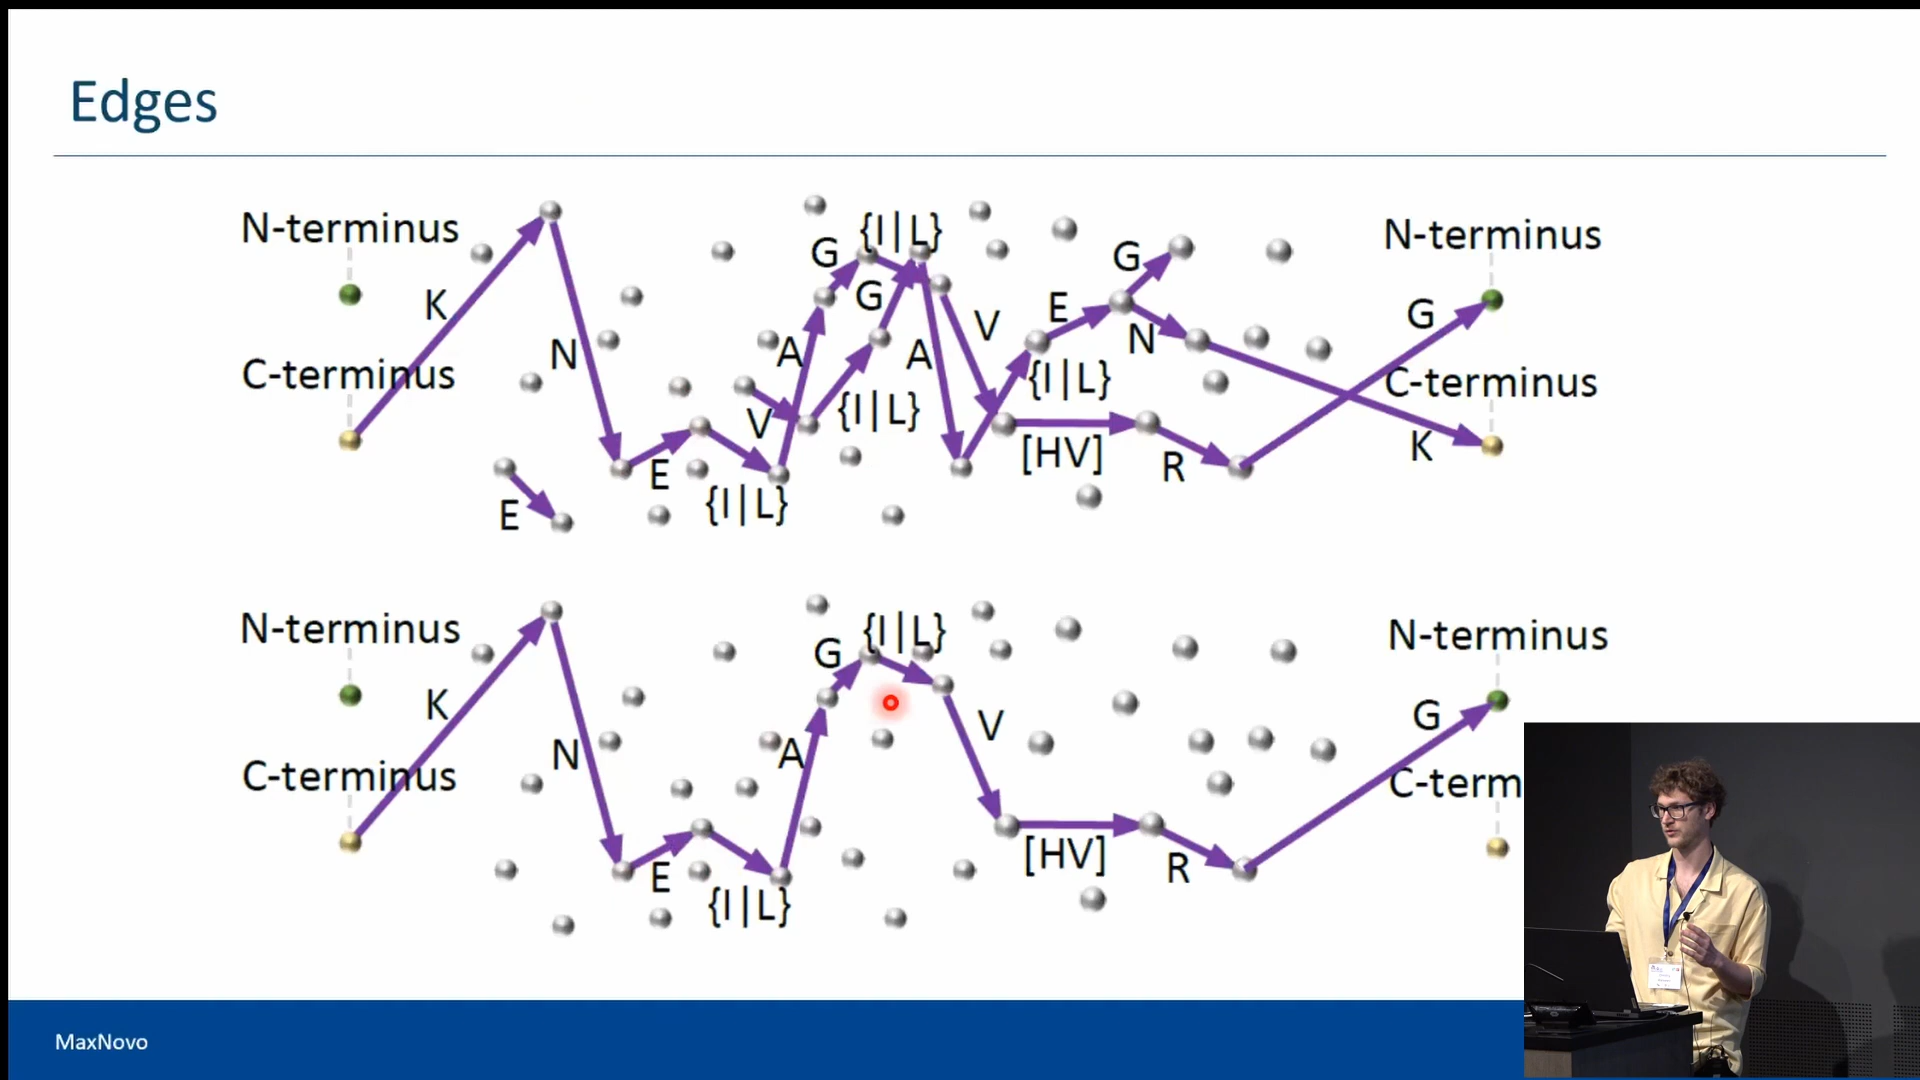 Edges
N-terminus
C-terminus
K
N
E
E
{I|L}
V
A
G
{I|L}
G
{I|L}
A
V
{I|L}
E
G
N
[HV]
R
G
K
N-terminus
C-terminus
N-terminus
C-terminus
K
N
E
{I|L}
A
G
{I|L}
V
[HV]
R
G
N-terminus
C-term
MaxNovo